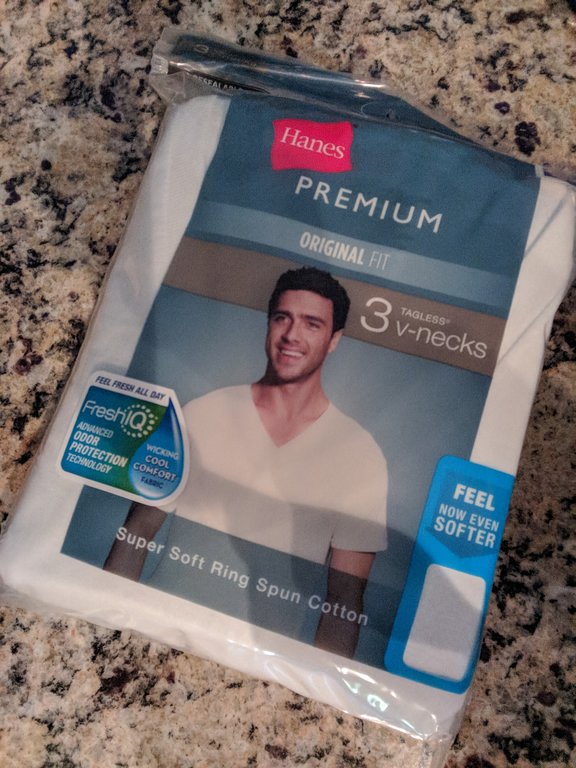 RESEALABLE
Hanes
PREMIUM
ORIGINAL FIT
3
TAGLESS®
v-necks
FEEL FRESH ALL DAY
FreshIQ
ADVANCED
ODOR
PROTECTION
TECHNOLOGY
WICKING
COOL
COMFORT
FABRIC
FEEL
NOW EVEN
SOFTER
Super Soft Ring Spun Cotton